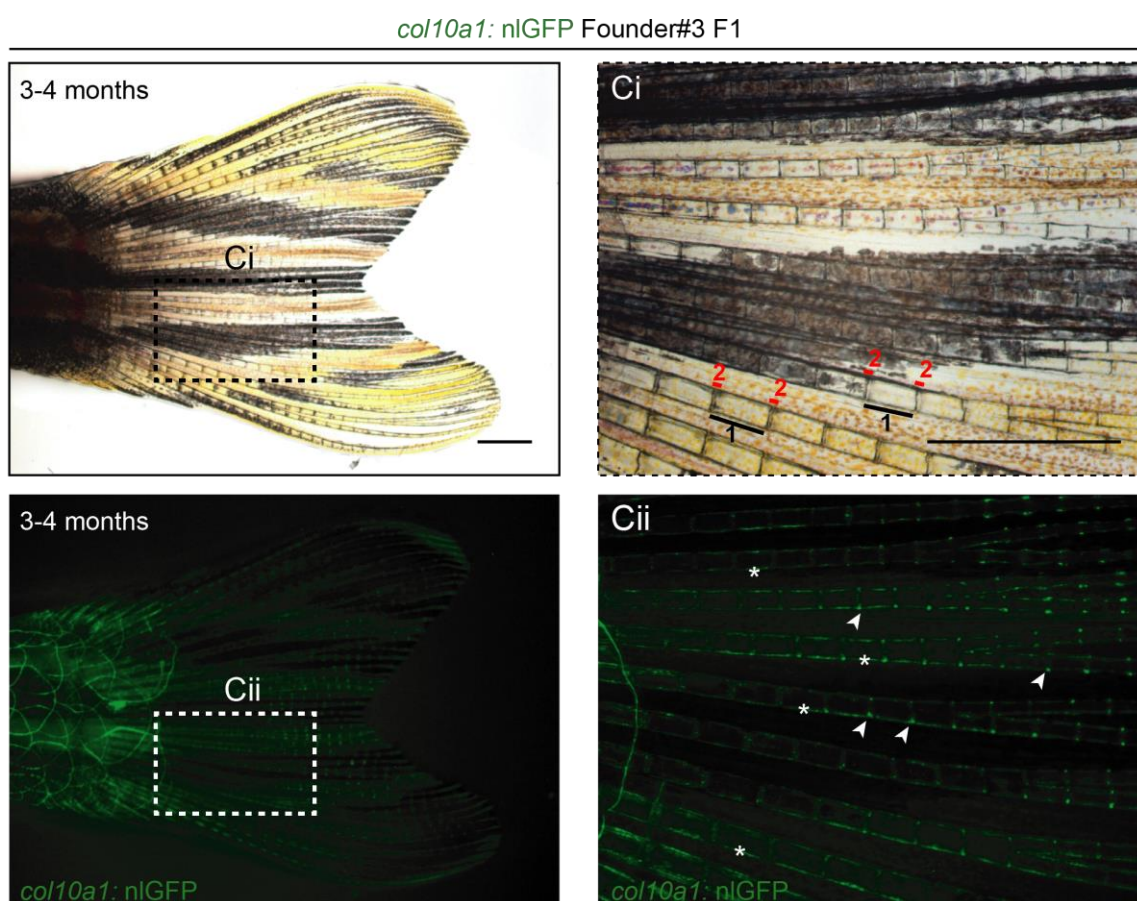 col10a1: nlGFP Founder#3 F1
3-4 months
Ci
Ci
2
2
2
2
1
1
3-4 months
Cii
Cii
*
*
*
*
col10a1: nlGFP
col10a1: nlGFP